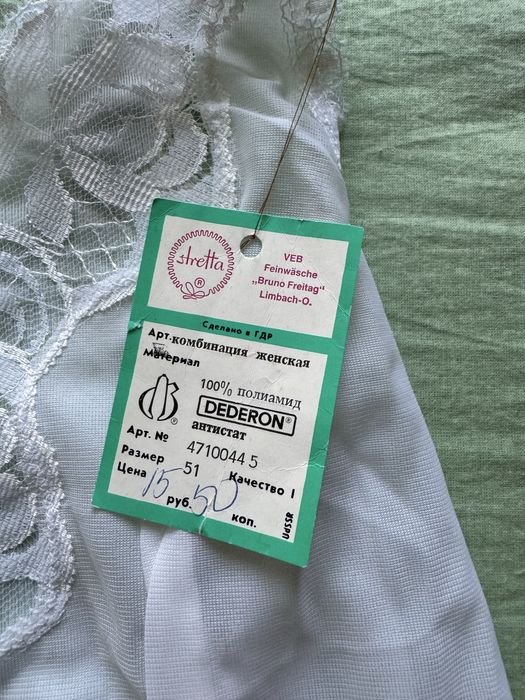 stretta
®
VEB
Feinwäsche
„Bruno Freitag“
Limbach-O.
Сделано в ГДР
Арт. комбинация женская
Материал
100% полиамид
DEDERON®
антистат
®
Арт. № 4710044 5
Размер 51 Качество I
Цена 15 руб. 50 коп.
UdSSR